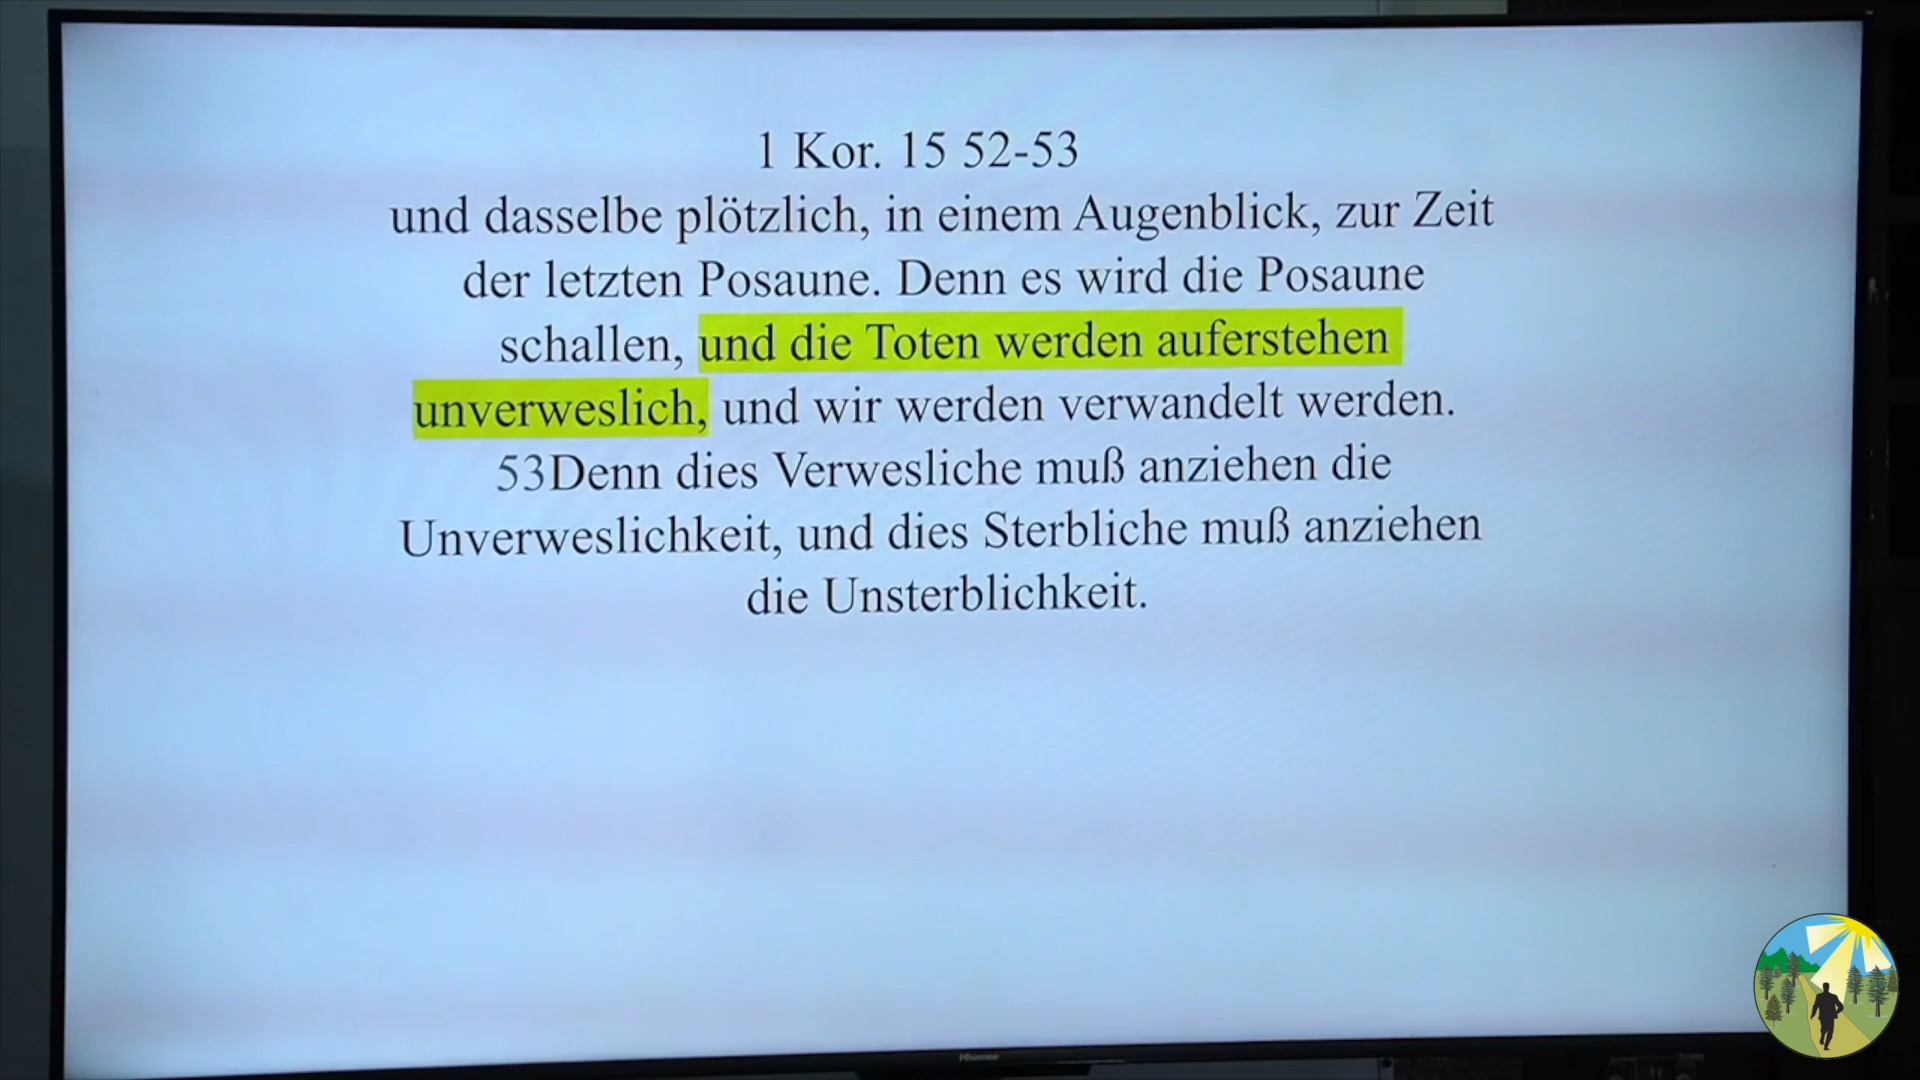 1 Kor. 15 52-53
und dasselbe plötzlich, in einem Augenblick, zur Zeit
der letzten Posaune. Denn es wird die Posaune
schallen, und die Toten werden auferstehen
unverweslich, und wir werden verwandelt werden.
53Denn dies Verwesliche muß anziehen die
Unverweslichkeit, und dies Sterbliche muß anziehen
die Unsterblichkeit.
Hisense